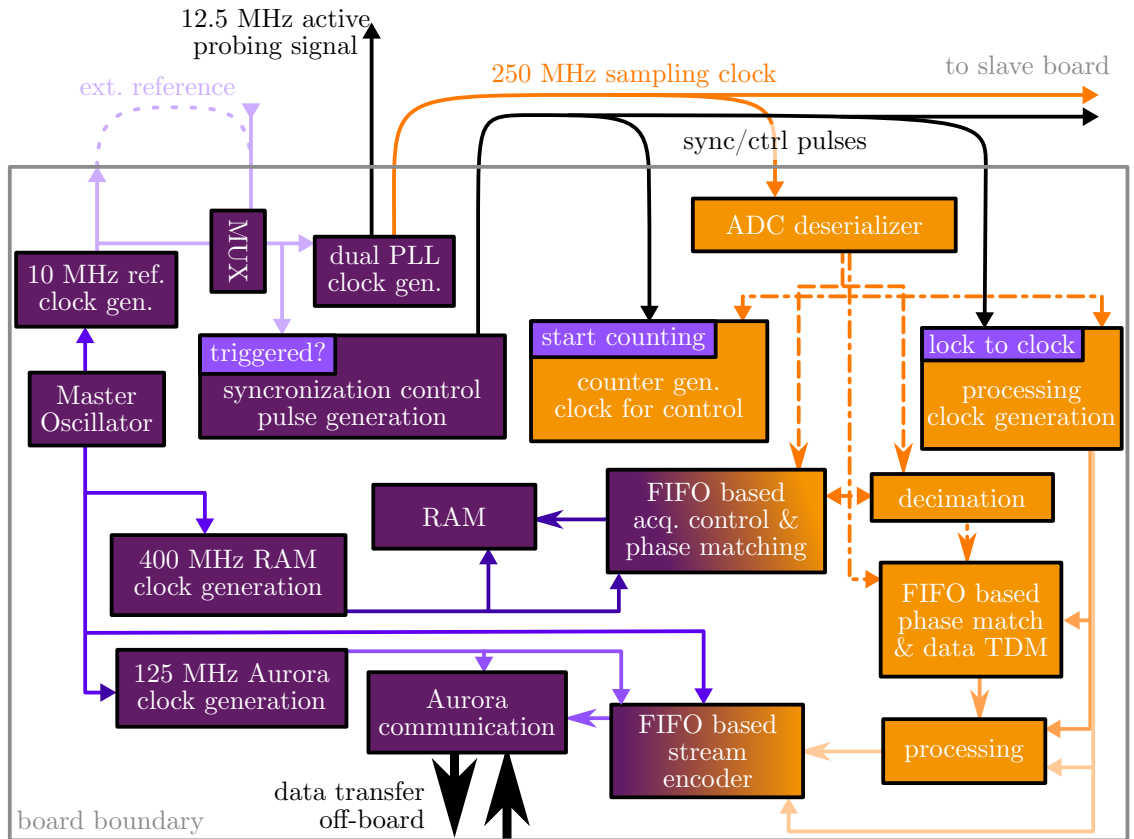 12.5 MHz active
probing signal
250 MHz sampling clock
to slave board
ext. reference
sync/ctrl pulses
MUX
ADC deserializer
dual PLL
clock gen.
10 MHz ref.
clock gen.
triggered?
syncronization control
pulse generation
start counting
counter gen.
clock for control
lock to clock
processing
clock generation
Master
Oscillator
RAM
FIFO based
acq. control &
phase matching
decimation
400 MHz RAM
clock generation
FIFO based
phase match
& data TDM
125 MHz Aurora
clock generation
Aurora
communication
FIFO based
stream
encoder
processing
data transfer
off-board
board boundary